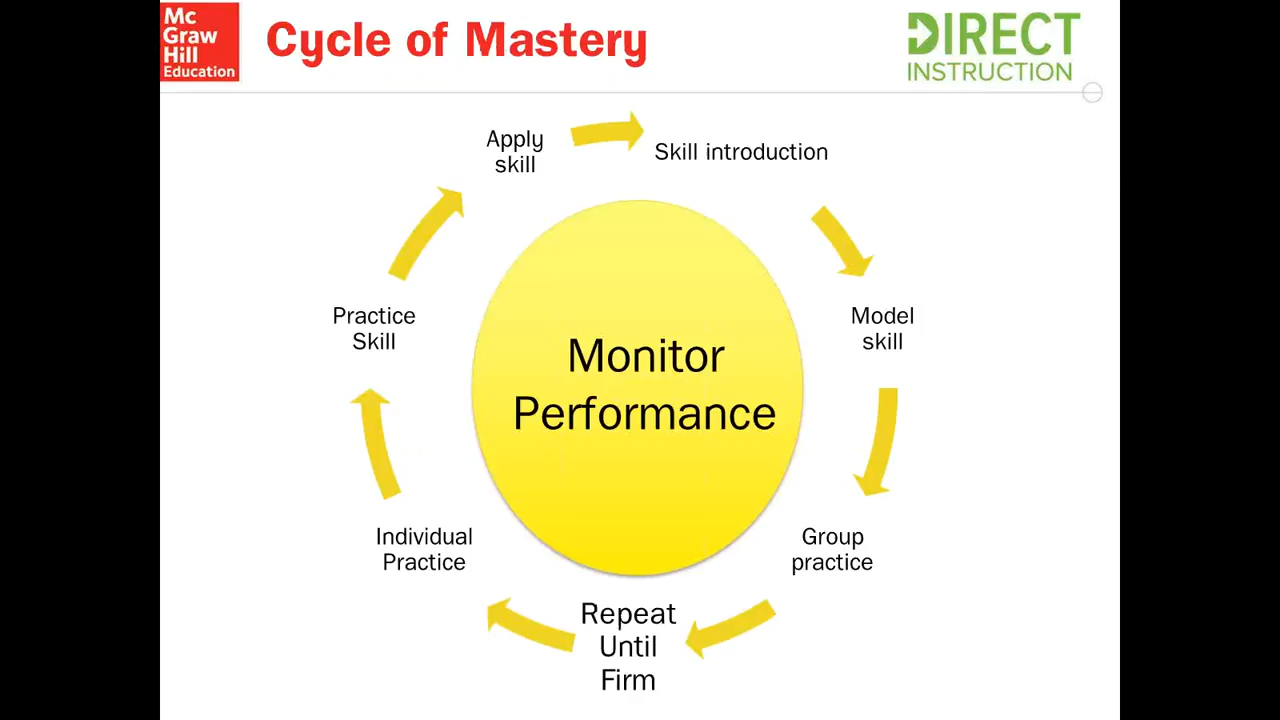 Mc
Graw
Hill
Education
Cycle of Mastery
DIRECT
INSTRUCTION
Apply
skill
Skill introduction
Model
skill
Group
practice
Repeat
Until
Firm
Individual
Practice
Practice
Skill
Monitor
Performance